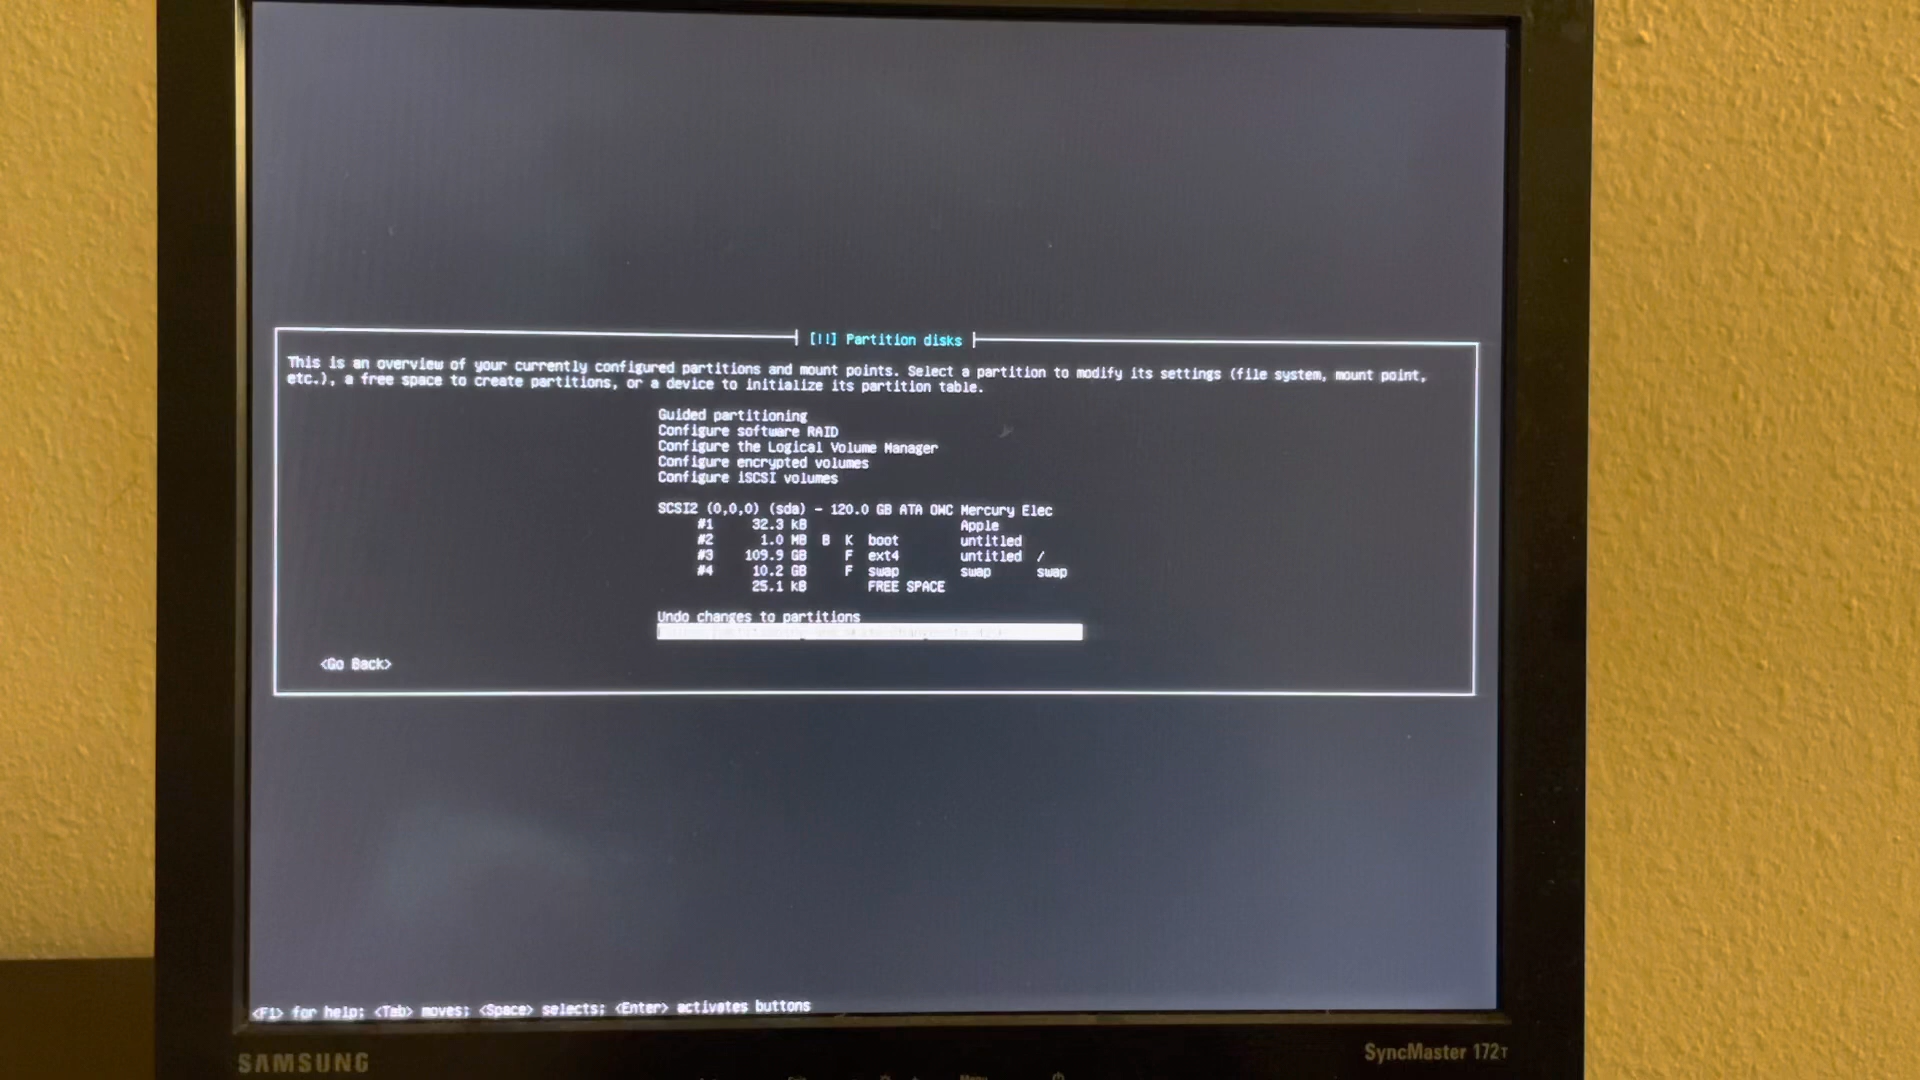 [!!] Partition disks
This is an overview of your currently configured partitions and mount points. Select a partition to modify its settings (file system, mount point,
etc.), a free space to create partitions, or a device to initialize its partition table.
Guided partitioning
Configure software RAID
Configure the Logical Volume Manager
Configure encrypted volumes
Configure iSCSI volumes
SCSI2 (0,0,0) (sda) - 120.0 GB ATA OWC Mercury Elec
#1 32.3 kB Apple
#2 1.0 MB B K boot untitled
#3 109.9 GB F ext4 untitled /
#4 10.2 GB F swap swap swap
25.1 kB FREE SPACE
Undo changes to partitions
<Go Back>
<F1> for help; <Tab> moves; <Space> selects; <Enter> activates buttons
SAMSUNG
SyncMaster 172T